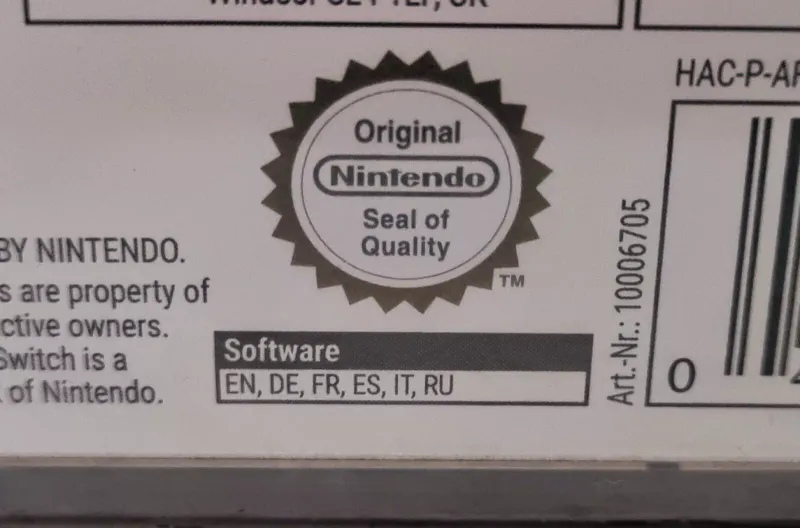 HAC-P-A
Original
Nintendo
Seal of
Quality
TM
BY NINTENDO.
s are property of
ctive owners.
Switch is a
of Nintendo.
Software
EN, DE, FR, ES, IT, RU
Art.-Nr.: 10006705
0